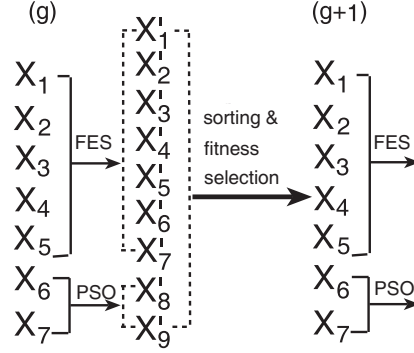 (g)
X1
X2
X3
X4
X5
X6
X7
FES
PSO
X'1
X'2
X'3
X'4
X'5
X'6
X'7
X'8
X'9
sorting &
fitness
selection
(g+1)
X1
X2
X3
X4
X5
X6
X7
FES
PSO